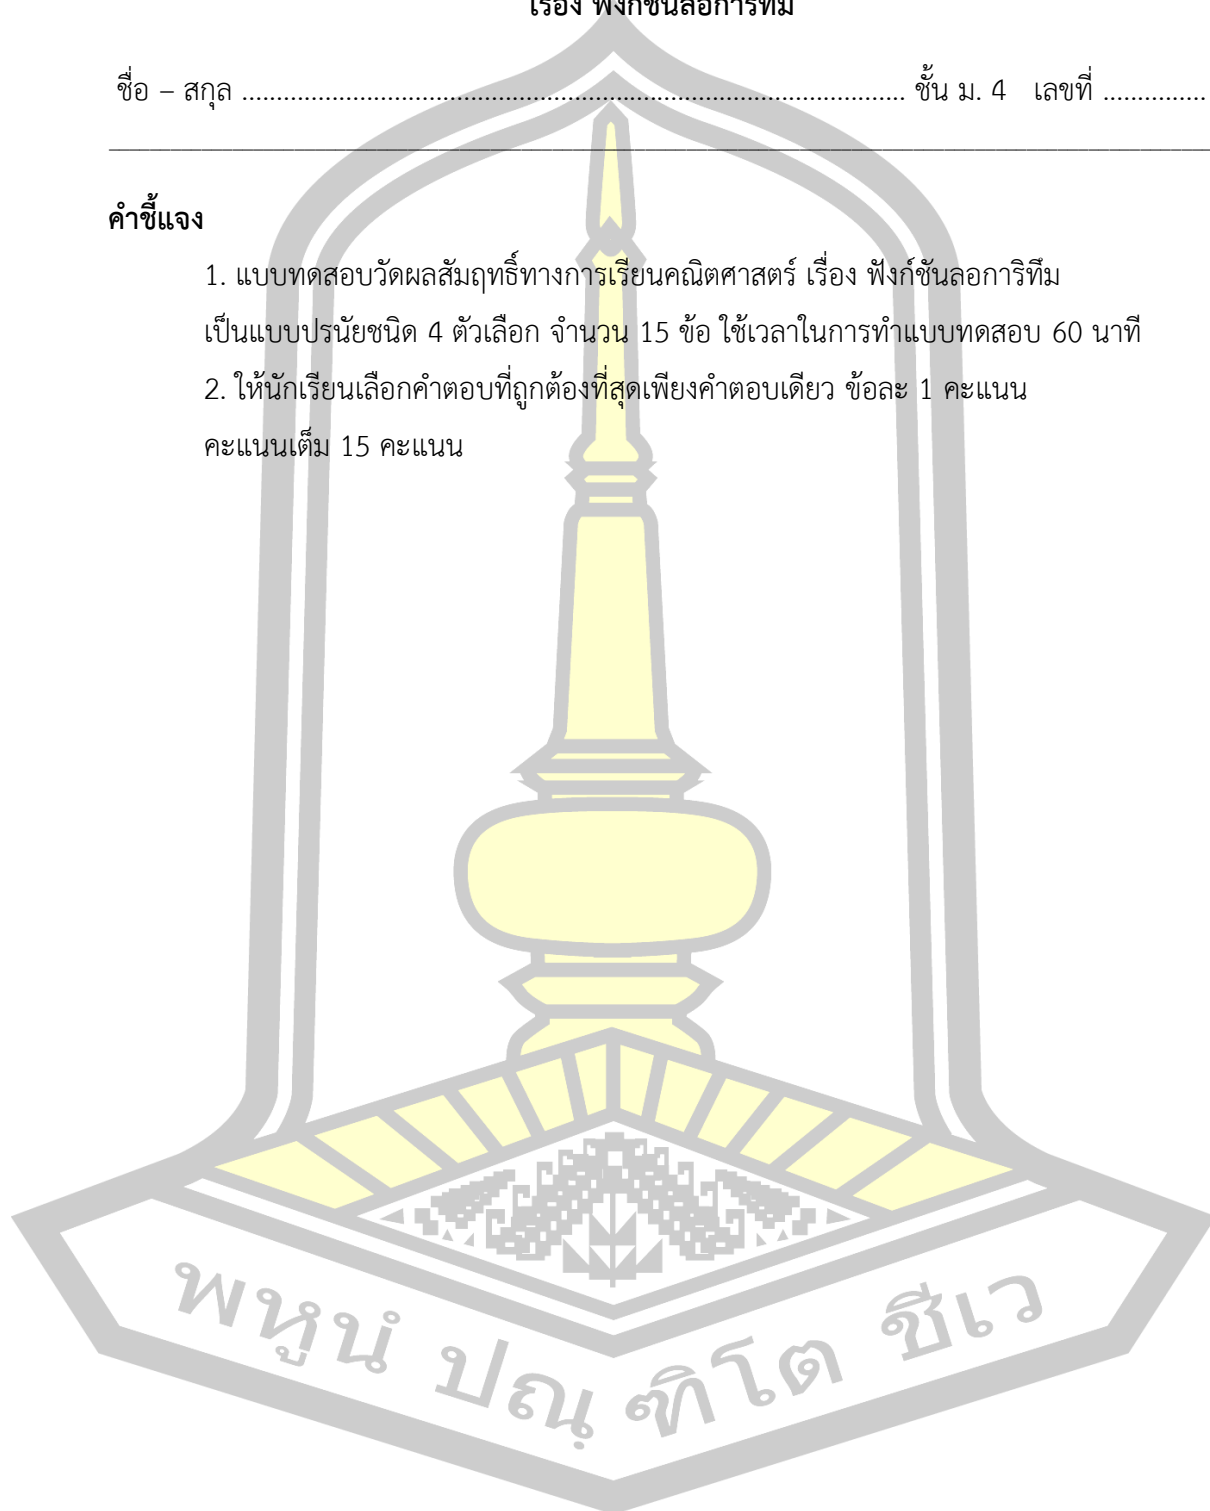 เรื่อง ฟังก์ชันลอการิทึม
ชื่อ – สกุล ................................................................................................ ชั้น ม. 4 เลขที่ ...............
คำชี้แจง
1. แบบทดสอบวัดผลสัมฤทธิ์ทางการเรียนคณิตศาสตร์ เรื่อง ฟังก์ชันลอการิทึม
เป็นแบบปรนัยชนิด 4 ตัวเลือก จำนวน 15 ข้อ ใช้เวลาในการทำแบบทดสอบ 60 นาที
2. ให้นักเรียนเลือกคำตอบที่ถูกต้องที่สุดเพียงคำตอบเดียว ข้อละ 1 คะแนน
คะแนนเต็ม 15 คะแนน
พหูนํ ปณฺฑิโต ชีเว